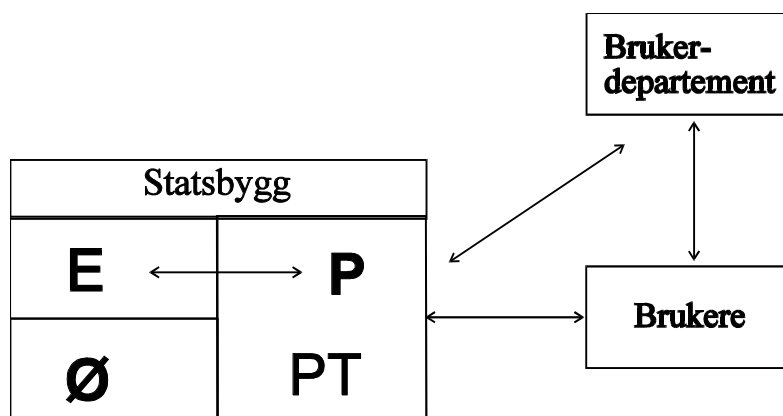 Bruker-
departement
Statsbygg
E
P
Brukere
Ø
PT